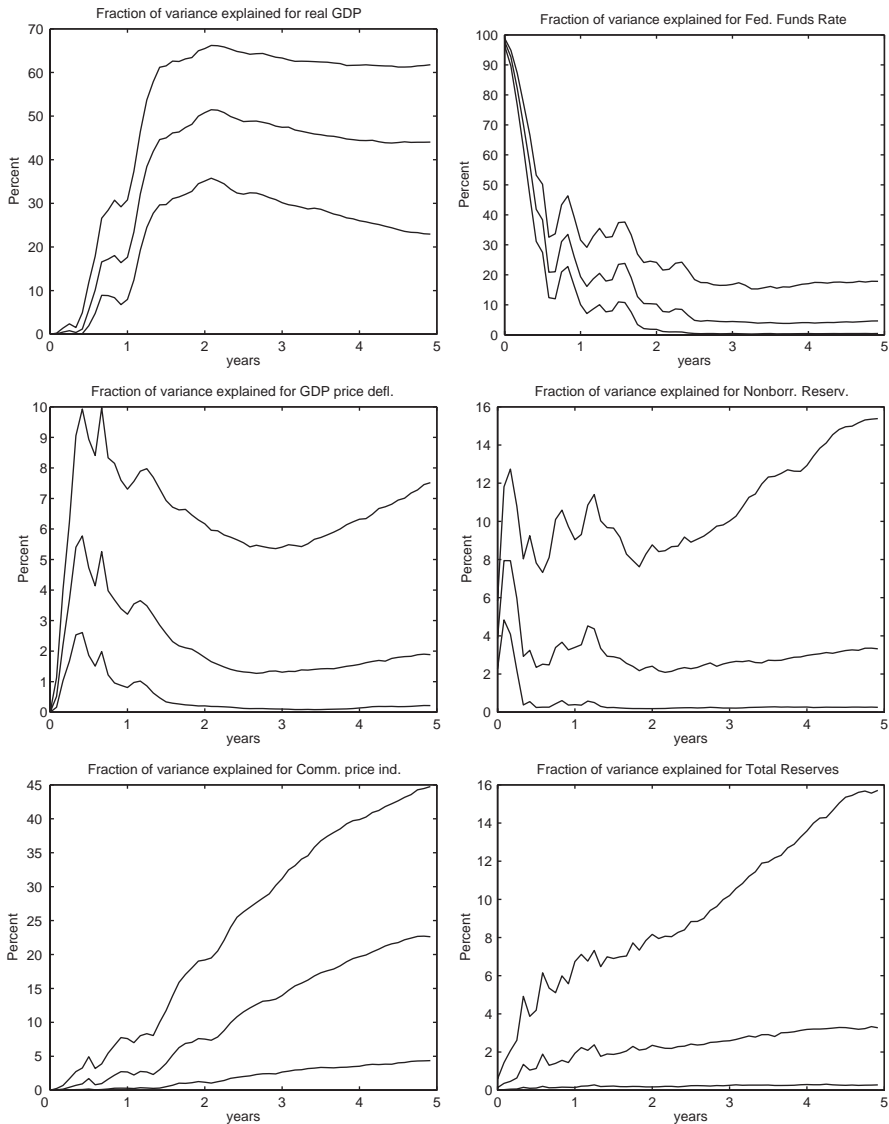 Fraction of variance explained for real GDP
70
60
50
40
30
20
10
0
Percent
0 1 2 3 4 5
years
Fraction of variance explained for Fed. Funds Rate
100
90
80
70
60
50
40
30
20
10
0
Percent
0 1 2 3 4 5
years
Fraction of variance explained for GDP price defl.
10
9
8
7
6
5
4
3
2
1
0
Percent
0 1 2 3 4 5
years
Fraction of variance explained for Nonborr. Reserv.
16
14
12
10
8
6
4
2
0
Percent
0 1 2 3 4 5
years
Fraction of variance explained for Comm. price ind.
45
40
35
30
25
20
15
10
5
0
Percent
0 1 2 3 4 5
years
Fraction of variance explained for Total Reserves
16
14
12
10
8
6
4
2
0
Percent
0 1 2 3 4 5
years